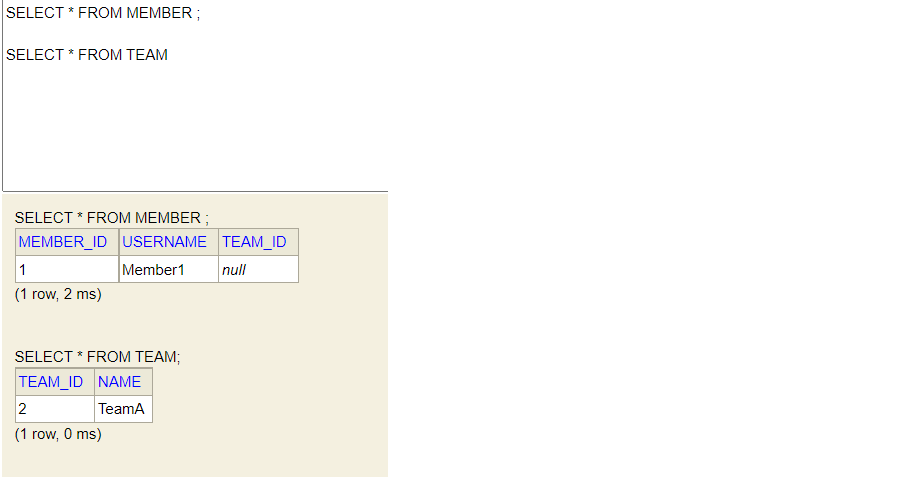 SELECT * FROM MEMBER ;
SELECT * FROM TEAM
SELECT * FROM MEMBER ;
MEMBER_ID USERNAME TEAM_ID
1 Member1 null
(1 row, 2 ms)
SELECT * FROM TEAM;
TEAM_ID NAME
2 TeamA
(1 row, 0 ms)